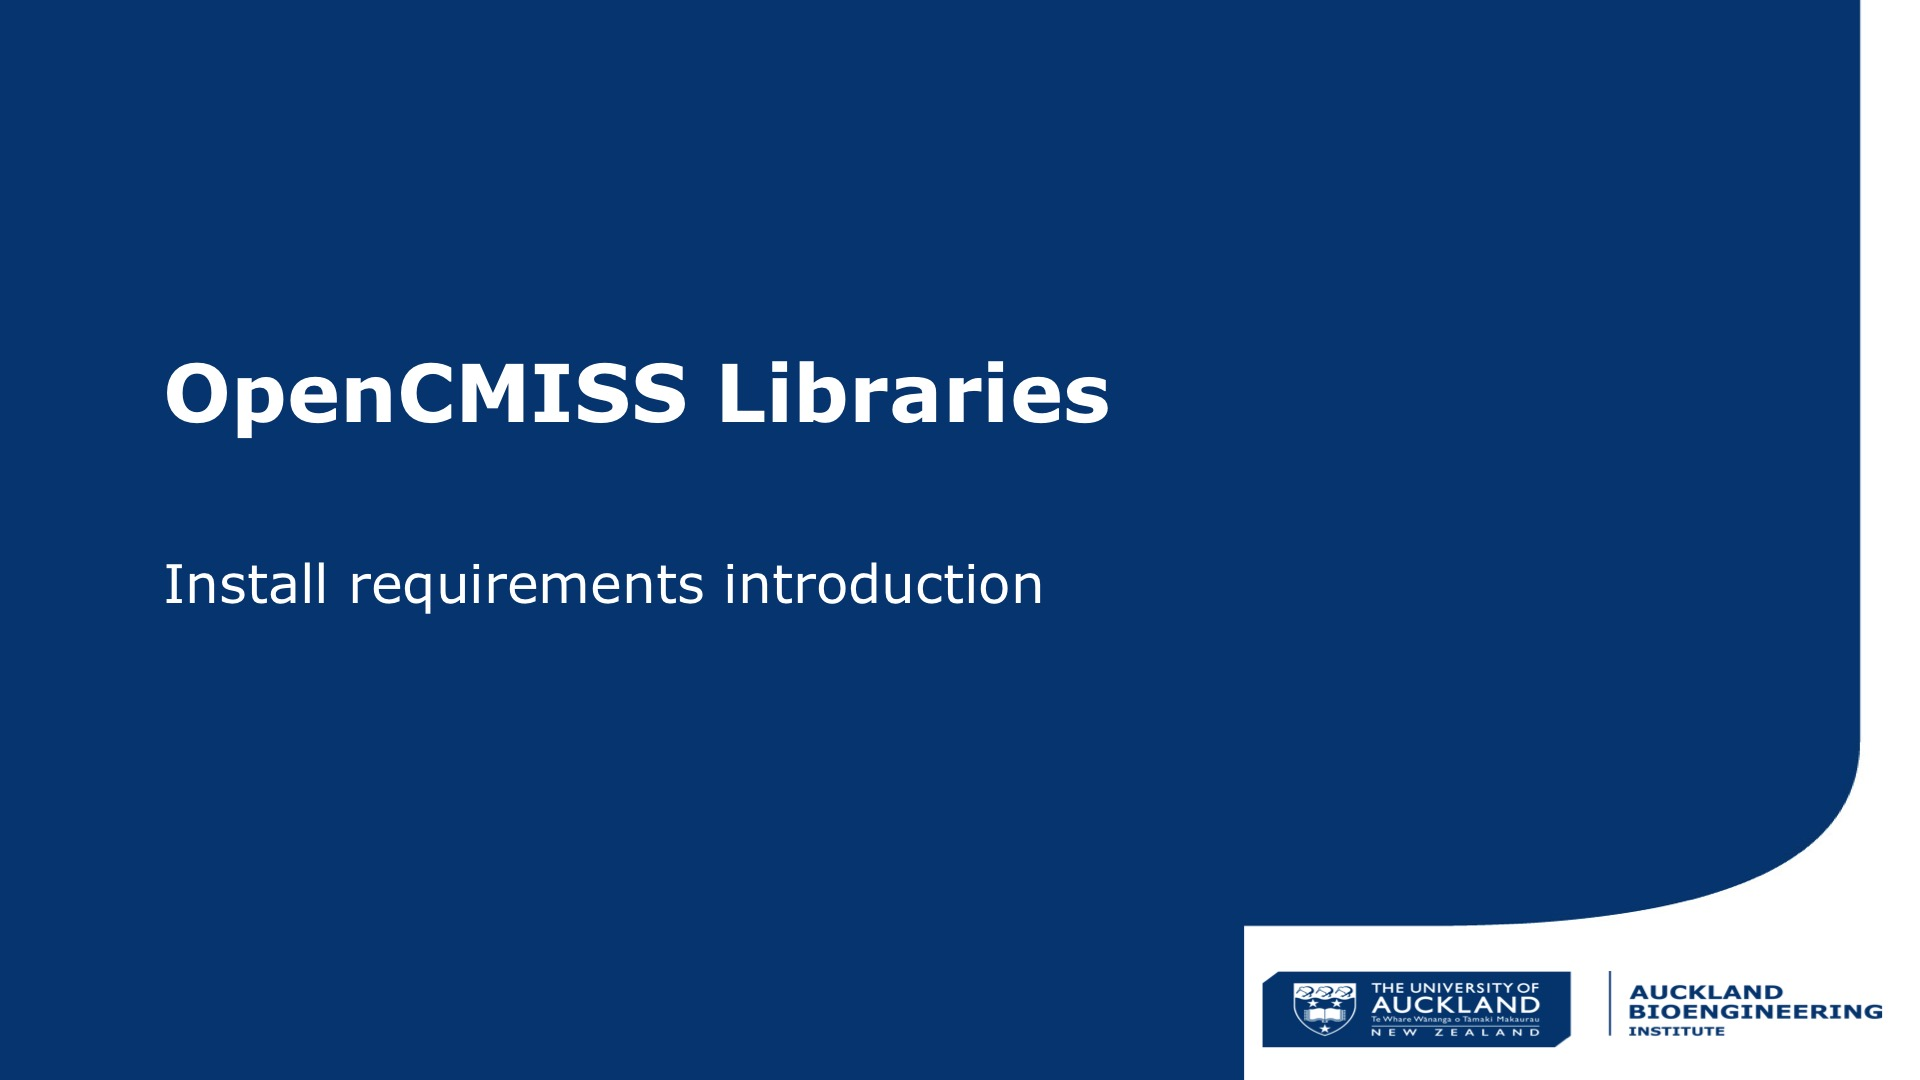 OpenCMISS Libraries
Install requirements introduction
THE UNIVERSITY OF
AUCKLAND
Te Whare Wānanga o Tāmaki Makaurau
NEW ZEALAND
AUCKLAND
BIOENGINEERING
INSTITUTE